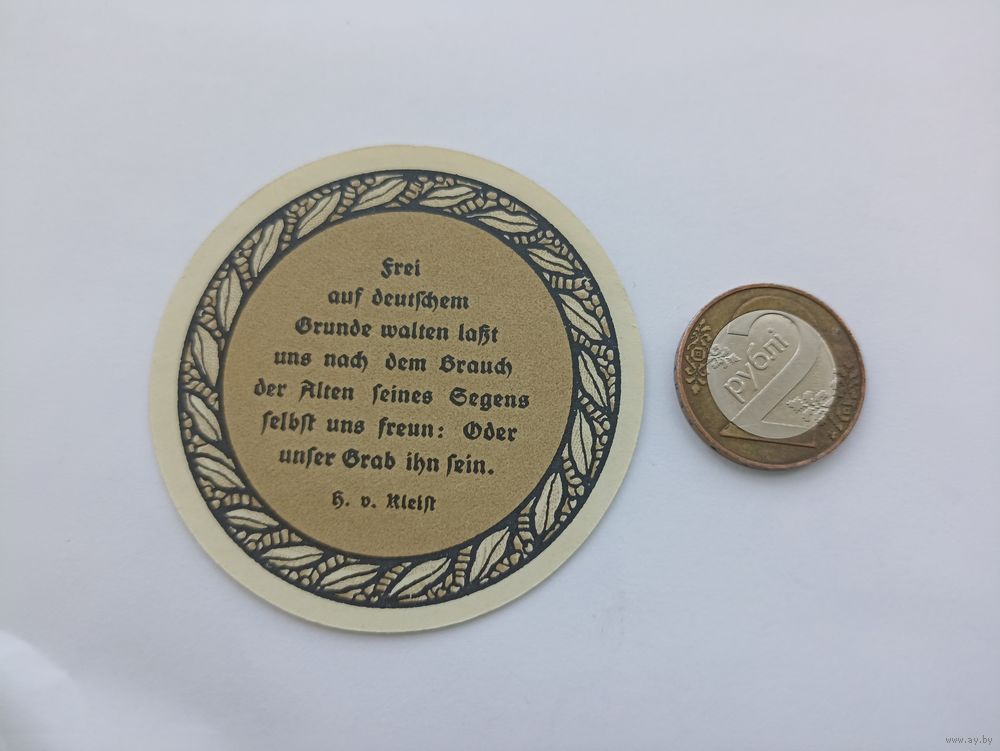 Frei
auf deutſchem
Grunde walten laßt
uns nach dem Brauch
der Alten ſeines Segens
ſelbſt uns freun: Oder
unſer Grab ihn ſein.
H. v. Kleiſt
2
рублі
www.ay.by